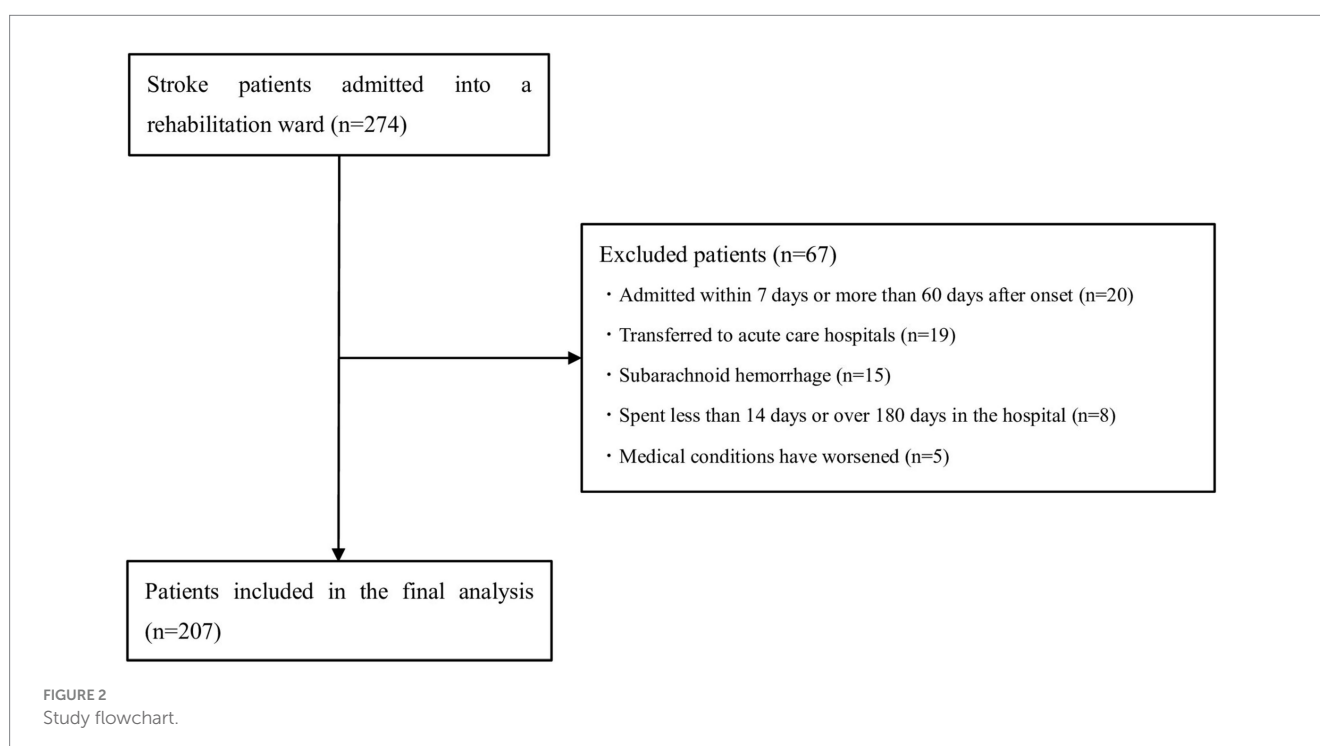 Stroke patients admitted into a
rehabilitation ward (n=274)
Excluded patients (n=67)
・Admitted within 7 days or more than 60 days after onset (n=20)
・Transferred to acute care hospitals (n=19)
・Subarachnoid hemorrhage (n=15)
・Spent less than 14 days or over 180 days in the hospital (n=8)
・Medical conditions have worsened (n=5)
Patients included in the final analysis
(n=207)
FIGURE 2
Study flowchart.